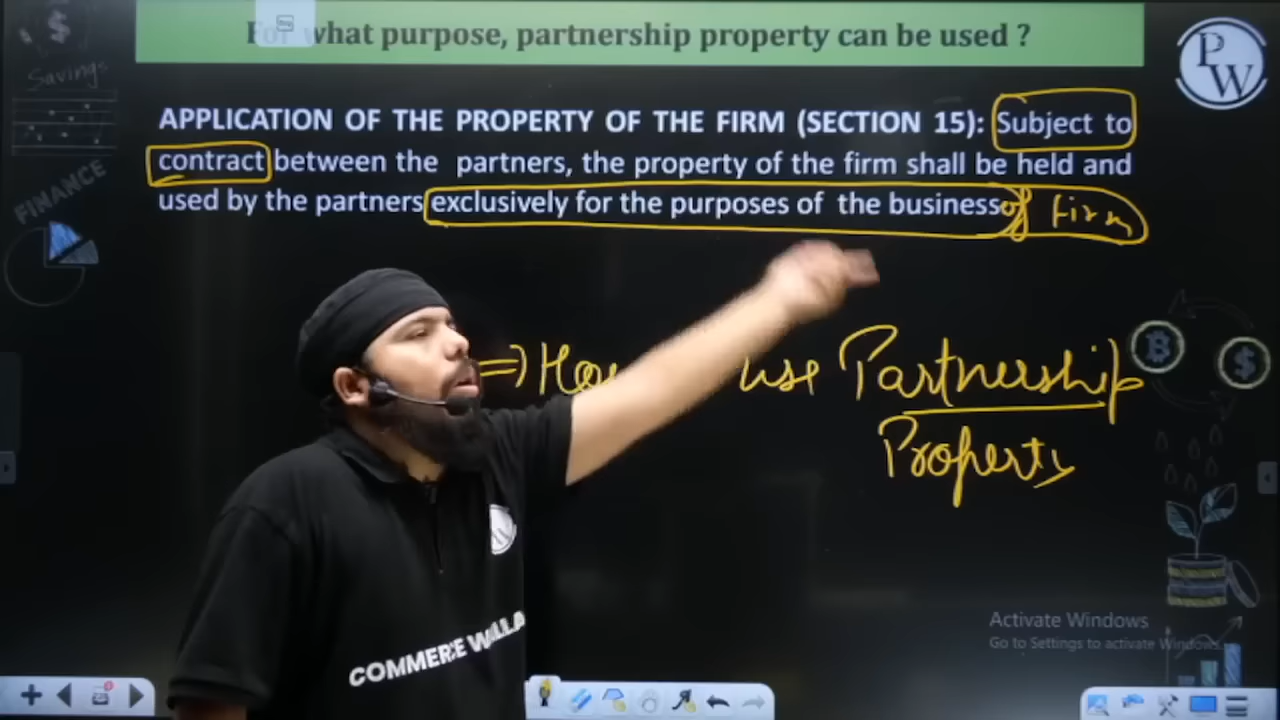 Savings
FINANCE
what purpose, partnership property can be used ?
P
W
APPLICATION OF THE PROPERTY OF THE FIRM (SECTION 15): Subject to
contract between the partners, the property of the firm shall be held and
used by the partners exclusively for the purposes of the business of firm
⇒ use Partnership
Property
COMMERCE WALLA
Activate Windows
Go to Settings to activate Windows.